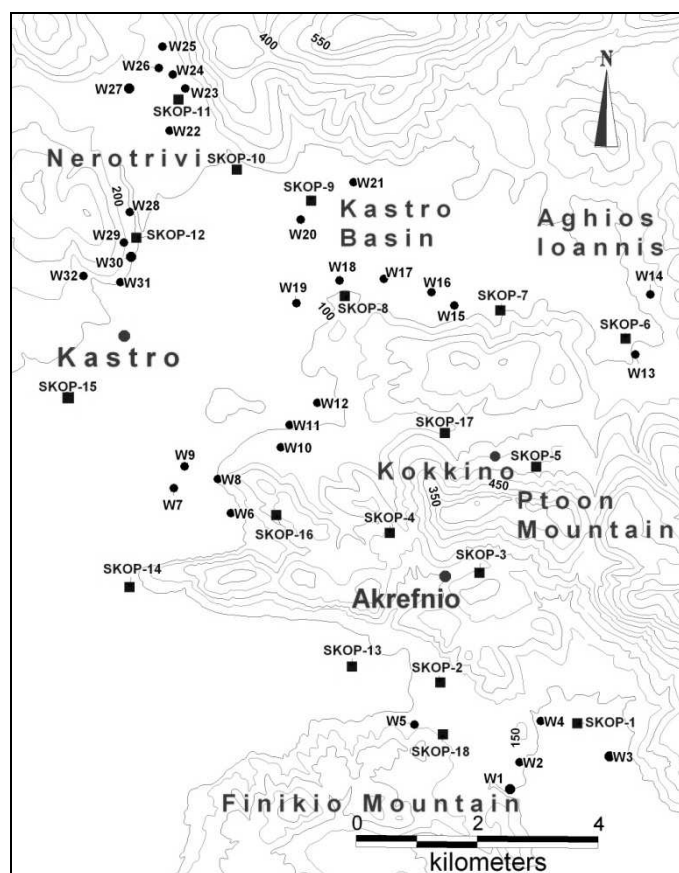 W25
400
550
W26
W24
W27
W23
SKOP-11
W22
N
Nerotrivi
SKOP-10
200
W28
SKOP-9
W21
W20
Kastro
Basin
Aghios
Ioannis
W29
SKOP-12
W30
W32
W31
W18
W17
W16
W14
W19
100
SKOP-8
W15
SKOP-7
SKOP-6
W13
Kastro
SKOP-15
W12
W11
W10
SKOP-17
W9
W8
W7
W6
SKOP-16
Kokkino
SKOP-5
450
350
Ptoon
Mountain
SKOP-4
SKOP-3
SKOP-14
Akrefnio
SKOP-13
SKOP-2
W5
SKOP-18
150
W4
SKOP-1
W2
W3
W1
Finikio Mountain
0
2
4
kilometers